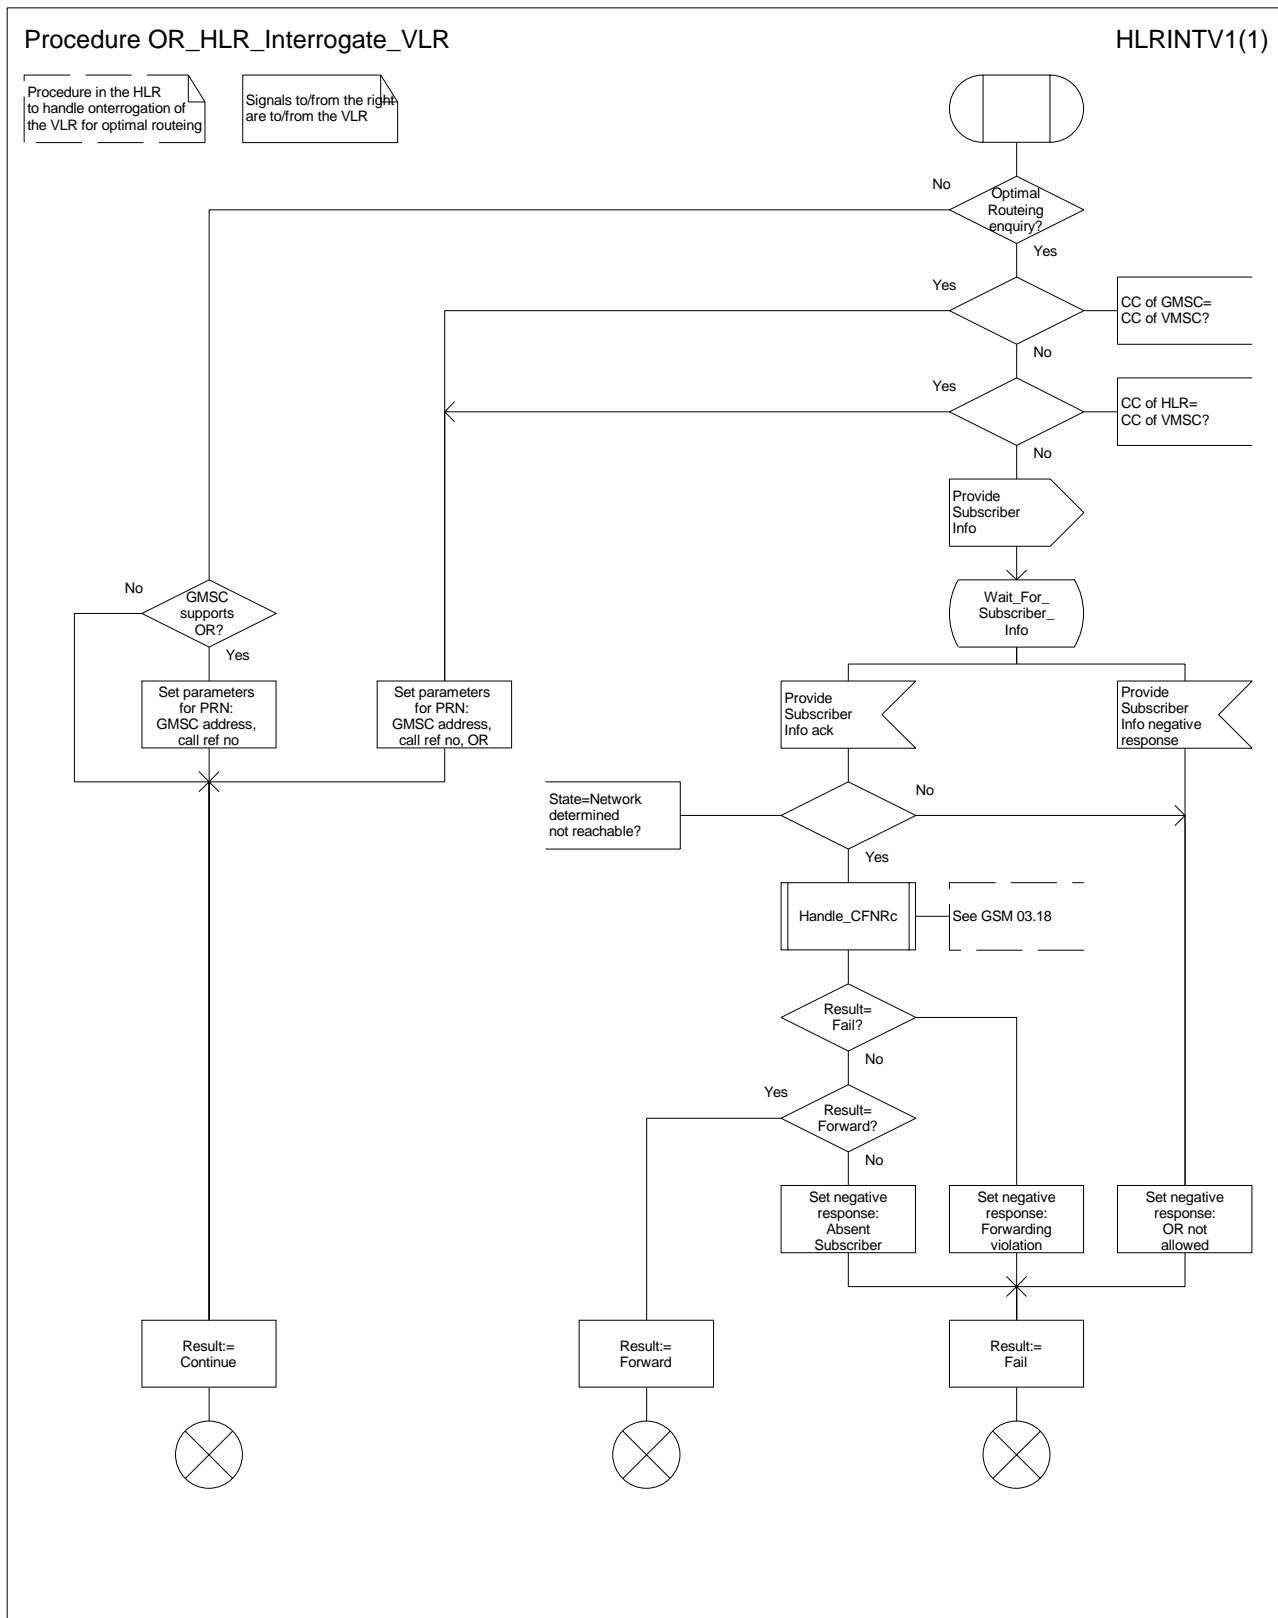 Procedure OR_HLR_Interrogate_VLR
HLRINTV1(1)
Procedure in the HLR
to handle onterrogation of
the VLR for optimal routeing
Signals to/from the right
are to/from the VLR
No
Optimal
Routeing
enquiry?
Yes
Yes
CC of GMSC=
CC of VMSC?
No
Yes
CC of HLR=
CC of VMSC?
No
Provide
Subscriber
Info
No
GMSC
supports
OR?
Yes
Wait_For_
Subscriber_
Info
Set parameters
for PRN:
GMSC address,
call ref no
Set parameters
for PRN:
GMSC address,
call ref no, OR
Provide
Subscriber
Info ack
Provide
Subscriber
Info negative
response
State=Network
determined
not reachable?
No
Yes
Handle_CFNRc
See GSM 03.18
Result=
Fail?
No
Yes
Result=
Forward?
No
Set negative
response:
Absent
Subscriber
Set negative
response:
Forwarding
violation
Set negative
response:
OR not
allowed
Result:=
Continue
Result:=
Forward
Result:=
Fail